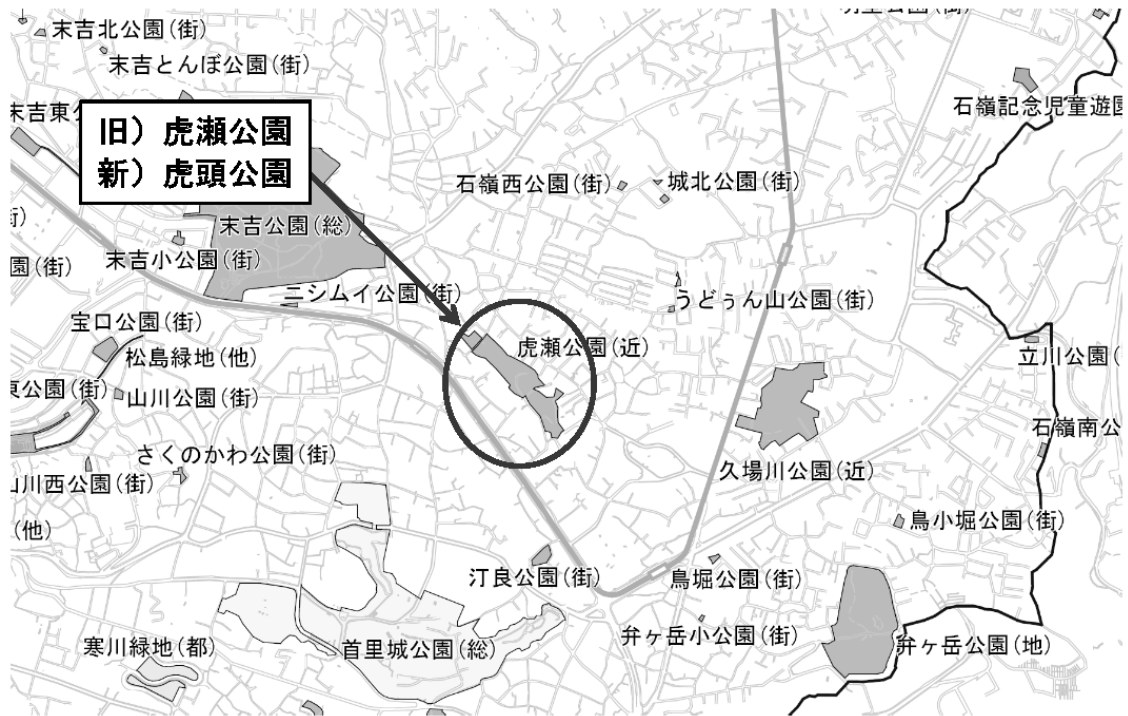 末吉北公園(街)
末吉とんぼ公園(街)
石嶺記念児童遊園
末吉東公
旧）虎瀬公園
新）虎頭公園
石嶺西公園(街)
城北公園(街)
末吉公園(総)
末吉小公園(街)
園(街)
ニシムイ公園(街)
うどぅん山公園(街)
宝口公園(街)
虎瀬公園(近)
松島緑地(他)
立川公園(
東公園(街)
山川公園(街)
石嶺南公
さくのかわ公園(街)
久場川公園(近)
山川西公園(街)
(他)
鳥小堀公園(街)
汀良公園(街)
鳥堀公園(街)
弁ヶ岳小公園(街)
寒川緑地(都)
首里城公園(総)
弁ヶ岳公園(地)